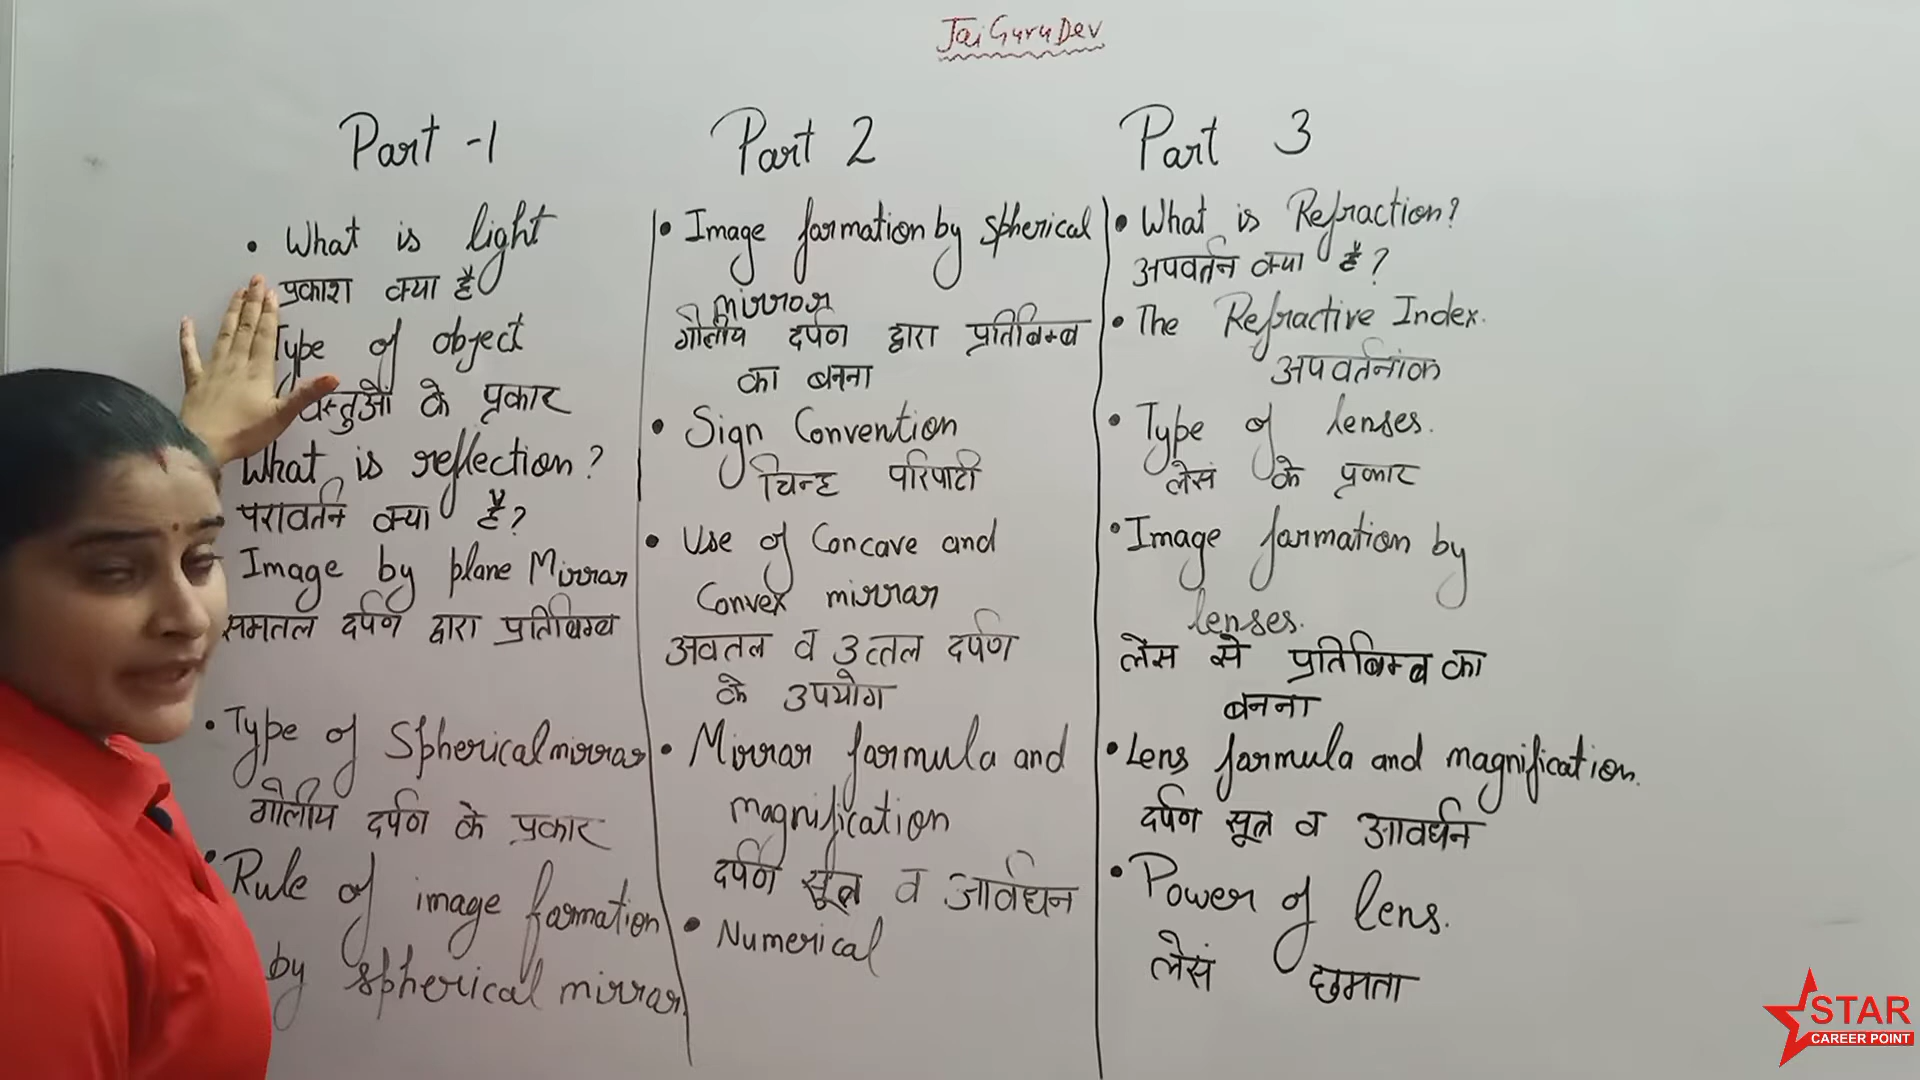 Jai Guru Dev
Part -1
• What is light
प्रकाश क्या है
Type of object
वस्तुओं के प्रकार
What is reflection?
परावर्तन क्या है?
Image by plane Mirror
समतल दर्पण द्वारा प्रतिबिम्ब
• Type of Spherical mirror
गोलीय दर्पण के प्रकार
• Rule of image formation
by spherical mirror.
Part 2
• Image formation by Spherical
mirror
गोलीय दर्पण द्वारा प्रतिबिम्ब
का बनना
• Sign Convention
चिन्ह परिपाटी
• Use of Concave and
Convex mirror
अवतल व उत्तल दर्पण
के उपयोग
• Mirror formula and
magnification
दर्पण सूत्र व आर्वधन
• Numerical
Part 3
• What is Refraction?
अपवर्तन क्या है?
• The Refractive Index.
अपवर्तनांक
• Type of lenses.
लेसं के प्रकार
• Image formation by
lenses.
लेंस से प्रतिबिम्ब का
बनना
• Lens formula and magnification.
दर्पण सूत्र व आवर्धन
• Power of lens.
लेसं छमता
STAR
CAREER POINT